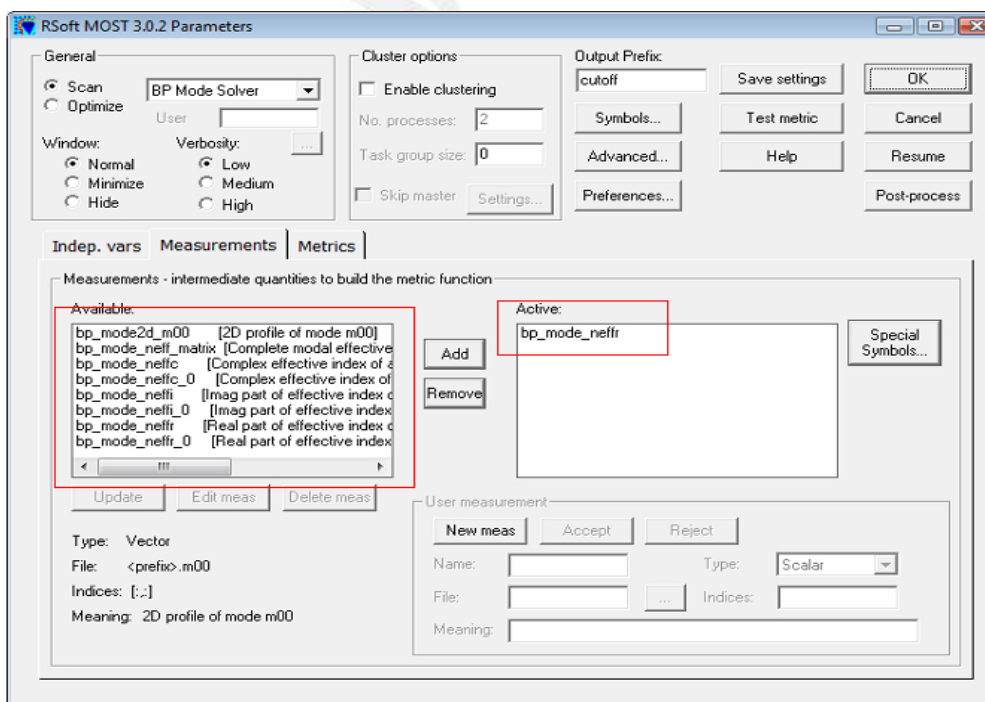 RSoft MOST 3.0.2 Parameters
General
Scan
Optimize
BP Mode Solver
User
Window:
Verbosity:
...
Normal
Minimize
Hide
Low
Medium
High
Cluster options
Enable clustering
No. processes: 2
Task group size: 0
Skip master
Settings...
Output Prefix:
cutoff
Save settings
OK
Symbols...
Test metric
Cancel
Advanced...
Help
Resume
Preferences...
Post-process
Indep. vars
Measurements
Metrics
Measurements - intermediate quantities to build the metric function
Available:
bp_mode2d_m00 [2D profile of mode m00]
bp_mode_neff_matrix [Complete modal effective
bp_mode_neffc [Complex effective index of a
bp_mode_neffc_0 [Complex effective index of
bp_mode_neffi [Imag part of effective index o
bp_mode_neffi_0 [Imag part of effective index
bp_mode_neffr [Real part of effective index o
bp_mode_neffr_0 [Real part of effective index
Add
Remove
Active:
bp_mode_neffr
Special
Symbols...
Update
Edit meas
Delete meas
Type: Vector
File: <prefix>.m00
Indices: [:,:]
Meaning: 2D profile of mode m00
User measurement
New meas
Accept
Reject
Name:
Type: Scalar
File:
...
Indices:
Meaning: